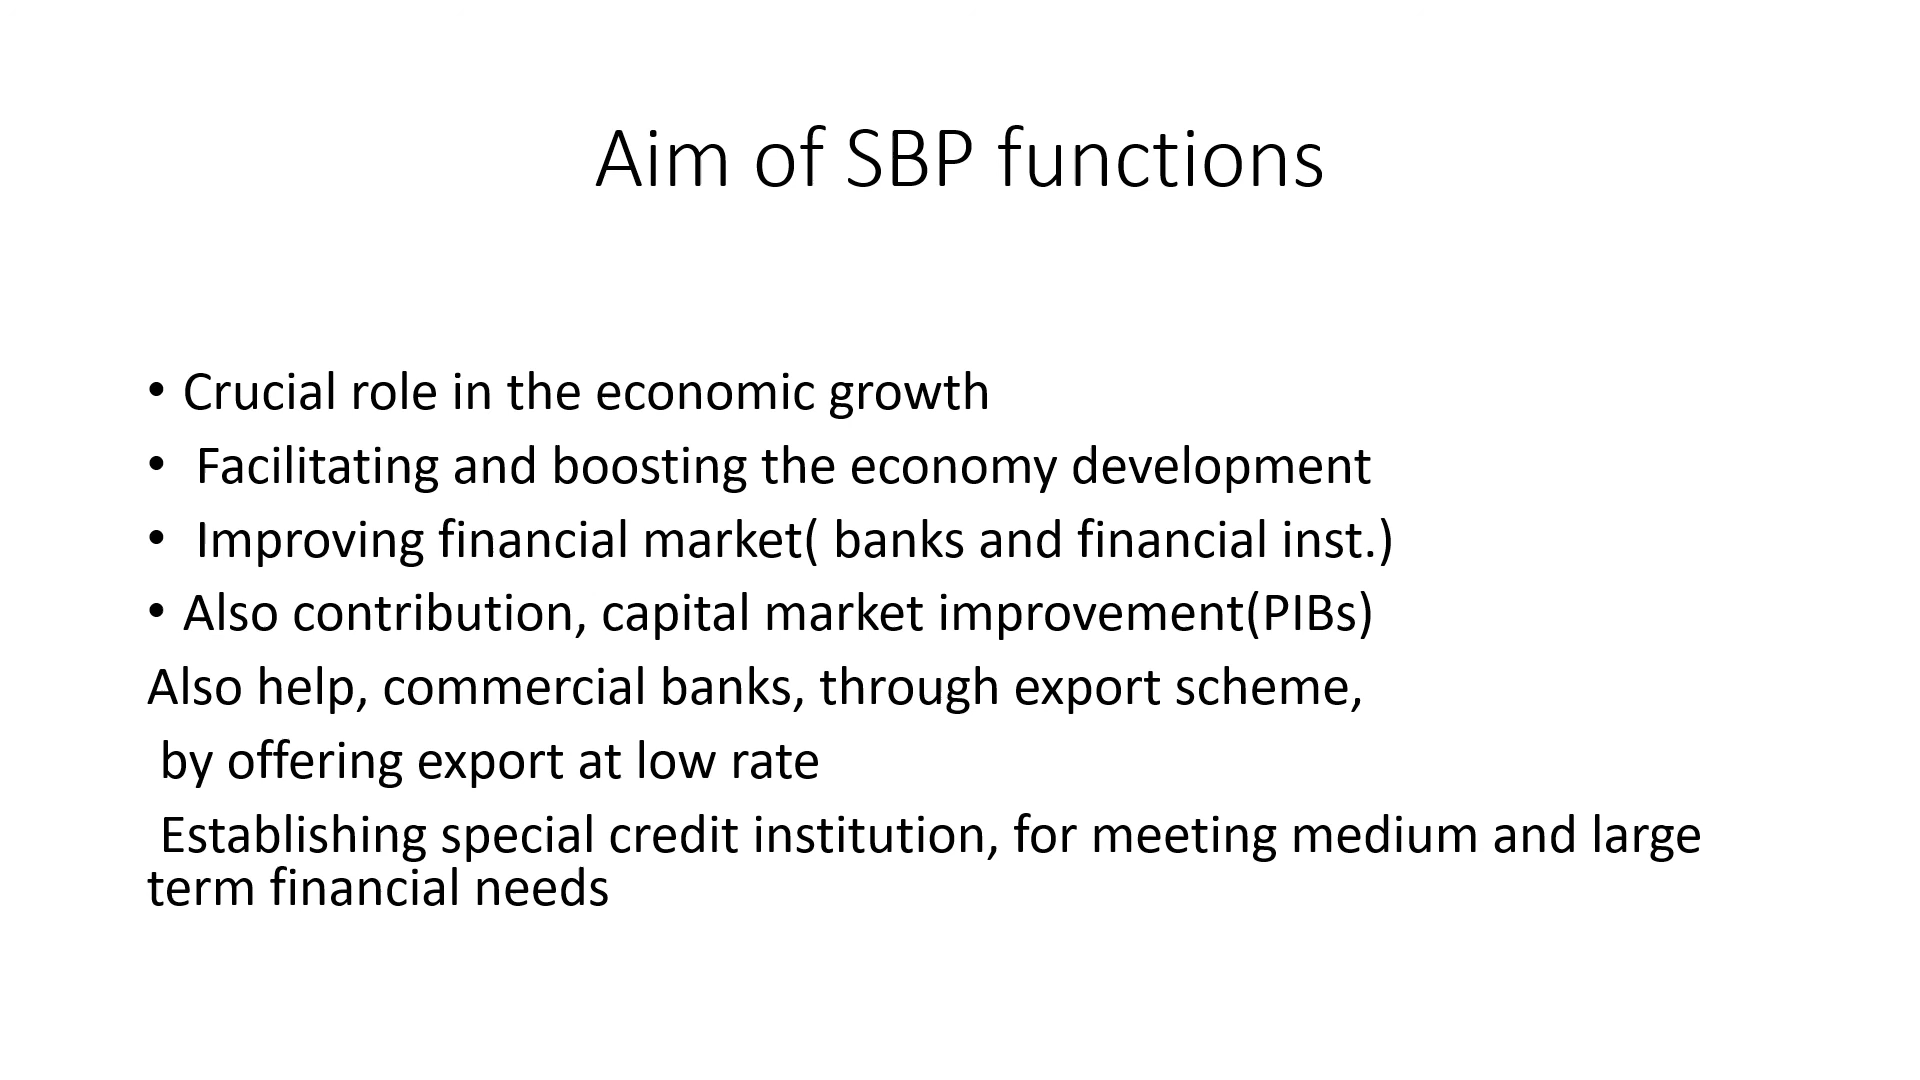 Aim of SBP functions
• Crucial role in the economic growth
• Facilitating and boosting the economy development
• Improving financial market( banks and financial inst.)
• Also contribution, capital market improvement(PIBs)
Also help, commercial banks, through export scheme,
by offering export at low rate
Establishing special credit institution, for meeting medium and large
term financial needs